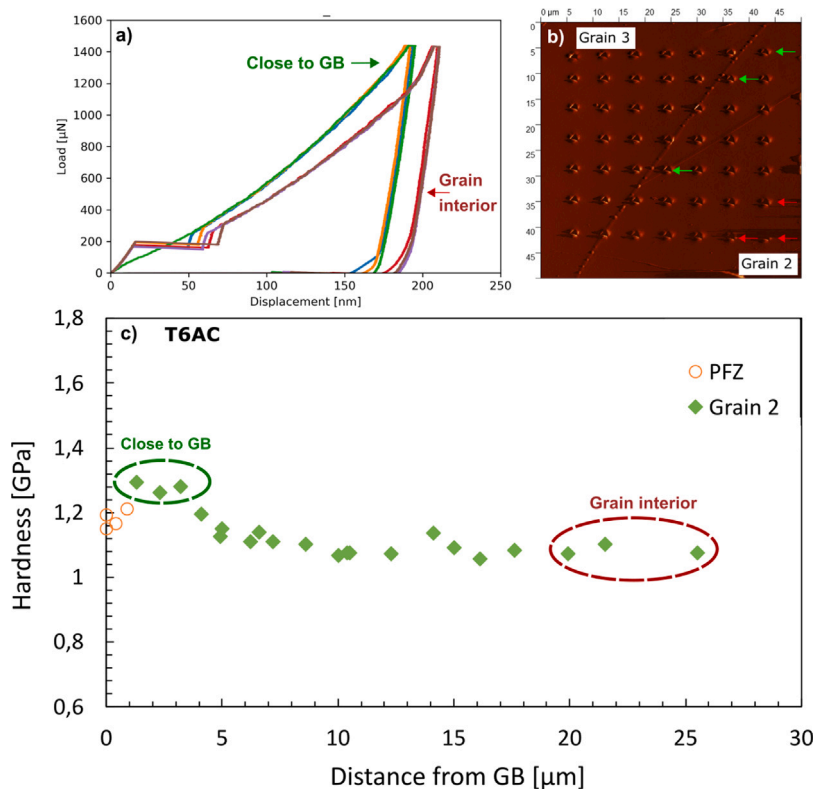 a)
1600
1400
1200
1000
800
600
400
200
0
Load [µN]
Close to GB
Grain
interior
0 50 100 150 200 250
Displacement [nm]
0 µm 5 10 15 20 25 30 35 40 45
0
5
10
15
20
25
30
35
40
45
b)
Grain 3
Grain 2
c) T6AC
1,8
1,6
1,4
1,2
1
0,8
0,6
Hardness [GPa]
PFZ
Grain 2
Close to GB
Grain interior
0 5 10 15 20 25 30
Distance from GB [µm]